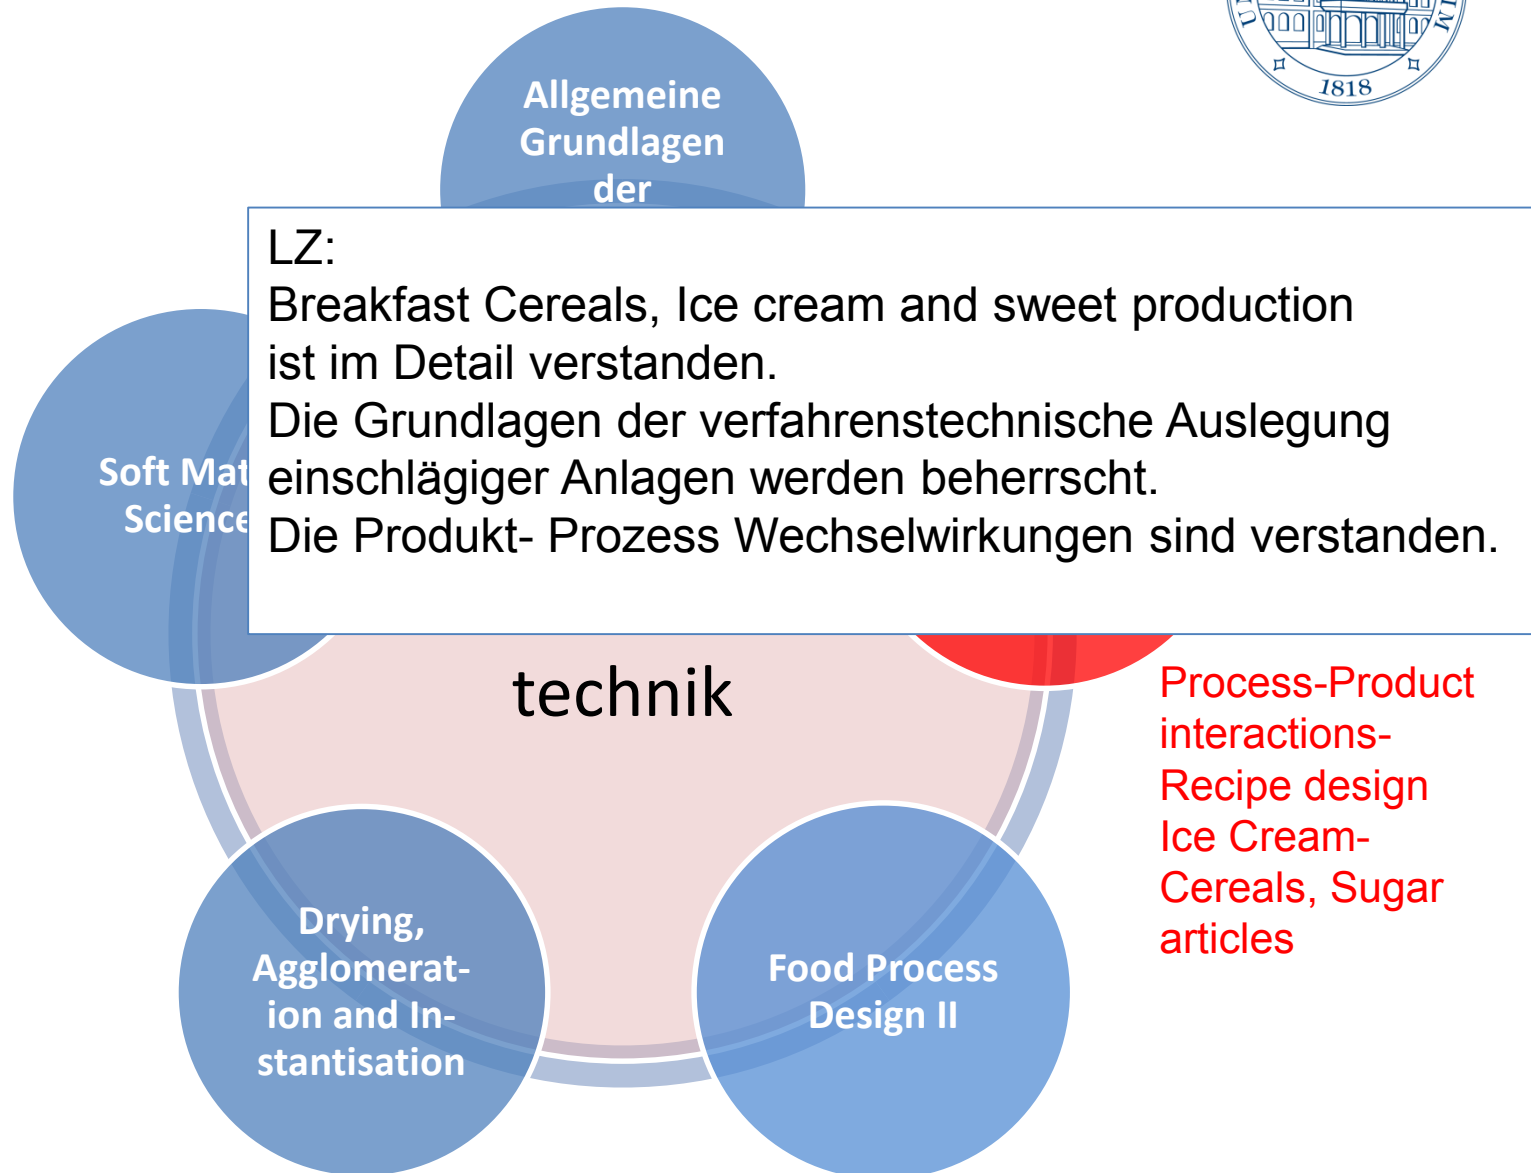 1818
Allgemeine
Grundlagen
der
LZ:
Breakfast Cereals, Ice cream and sweet production
ist im Detail verstanden.
Die Grundlagen der verfahrenstechnische Auslegung
einschlägiger Anlagen werden beherrscht.
Die Produkt- Prozess Wechselwirkungen sind verstanden.
Soft Mat
Science
technik
Process-Product
interactions-
Recipe design
Ice Cream-
Cereals, Sugar
articles
Drying,
Agglomerat-
ion and In-
stantisation
Food Process
Design II